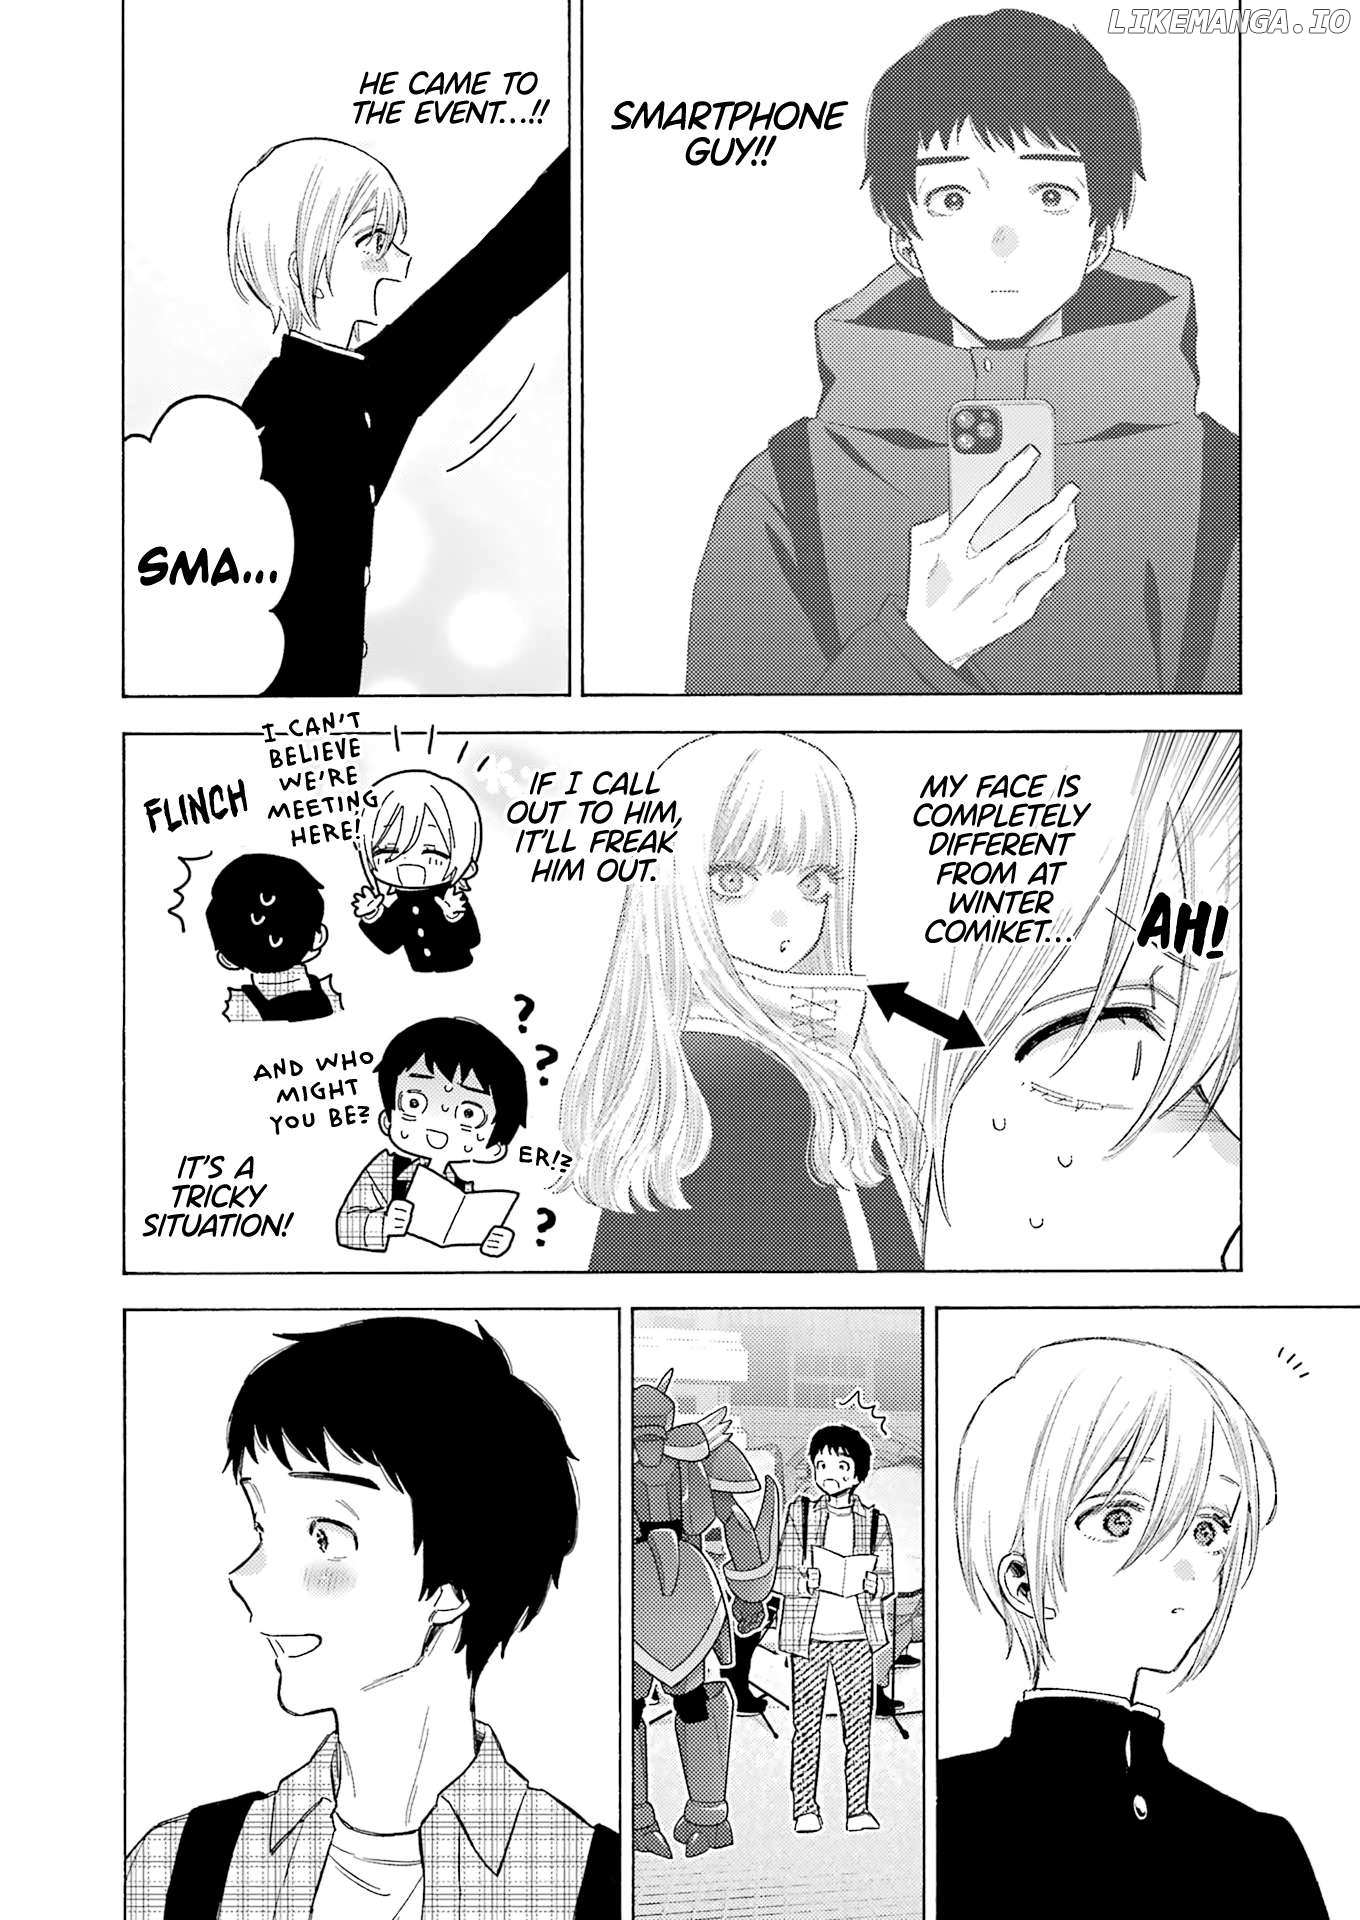 LIKEMANGA.IO
SMARTPHONE
GUY!!
HE CAME TO
THE EVENT...!!
SMA...
AH!
MY FACE IS
COMPLETELY
DIFFERENT
FROM AT
WINTER
COMIKET...
IF I CALL
OUT TO HIM,
IT'LL FREAK
HIM OUT.
I CAN'T
BELIEVE
WE'RE
MEETING
HERE!
FLINCH
?
?
?
AND WHO
MIGHT
YOU BE?
ER!?
IT'S A
TRICKY
SITUATION!